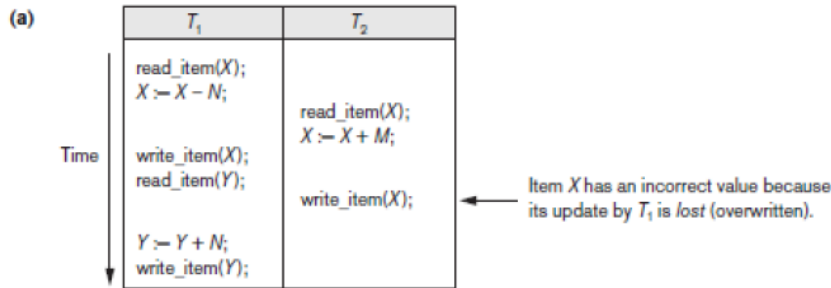 (a)
T₁ T₂
read_item(X);
X := X – N;
read_item(X);
X := X + M;
Time
write_item(X);
read_item(Y);
write_item(X);
Item X has an incorrect value because
its update by T₁ is lost (overwritten).
Y := Y + N;
write_item(Y);